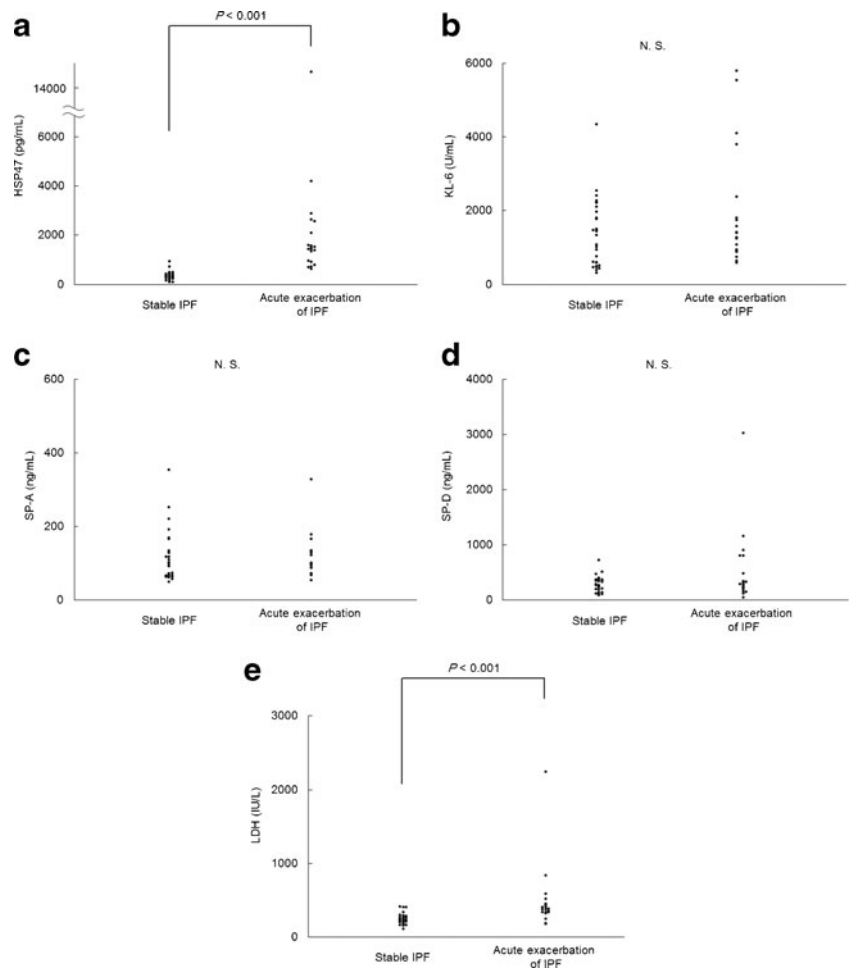 a
P < 0.001
14000
6000
4000
2000
0
HSP47 (pg/mL)
Stable IPF
Acute exacerbation
of IPF
b
N. S.
6000
4000
2000
0
KL-6 (U/mL)
Stable IPF
Acute exacerbation
of IPF
c
N. S.
600
400
200
0
SP-A (ng/mL)
Stable IPF
Acute exacerbation
of IPF
d
N. S.
4000
3000
2000
1000
0
SP-D (ng/mL)
Stable IPF
Acute exacerbation
of IPF
e
P < 0.001
3000
2000
1000
0
LDH (IU/L)
Stable IPF
Acute exacerbation
of IPF